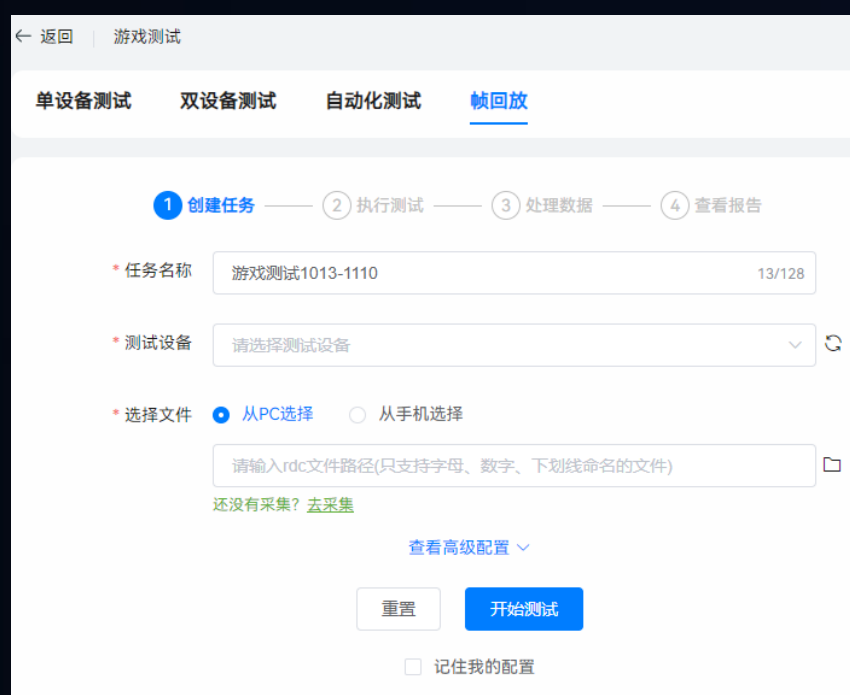 ← 返回 | 游戏测试
单设备测试 双设备测试 自动化测试 帧回放
1 创建任务 2 执行测试 3 处理数据 4 查看报告
* 任务名称 游戏测试1013-1110 13/128
* 测试设备 请选择测试设备
* 选择文件 从PC选择 从手机选择
请输入rdc文件路径(只支持字母、数字、下划线命名的文件)
还没有采集？去采集
查看高级配置
重置 开始测试
记住我的配置